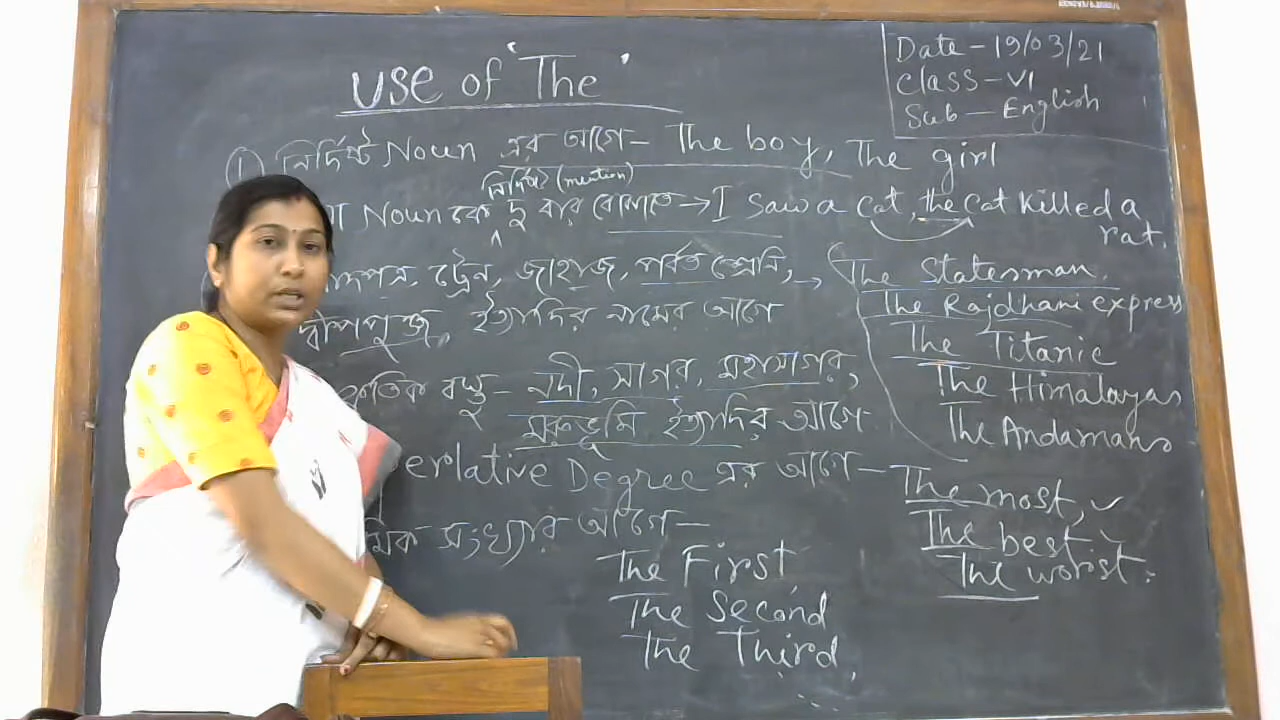 Date - 19/03/21
Class - VI
Sub - English
use of 'The'
① নির্দিষ্ট Noun এর আগে - The boy, The girl
নির্দিষ্ট (mention)
Noun কে ^ দু বার বোঝাতে → I saw a cat, the cat killed a rat.
ট্রেন, জাহাজ, পর্বত শ্রেনি, → The Statesman,
The Rajdhani express
দ্বীপপুঞ্জ, ইত্যাদির নামের আগে
The Titanic
The Himalayas
The Andamans
বস্তু - নদী, সাগর, মহাসাগর,
মরুভূমি ইত্যাদির আগে
erlative Degree এর আগে - The most,
The best
The worst.
মিক সংখ্যার আগে -
The First
The Second
The Third,